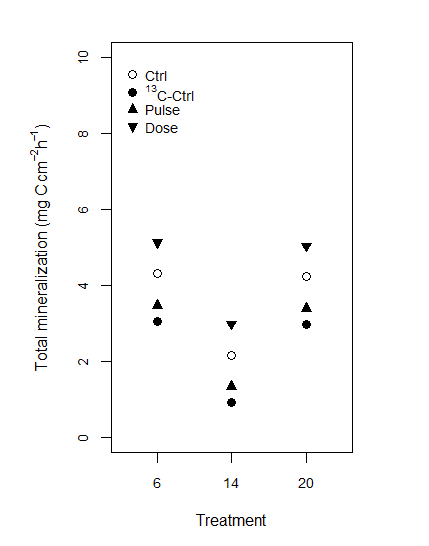 10
8
6
4
2
0
Total mineralization (mg C cm⁻²h⁻¹)
Ctrl
¹³C-Ctrl
Pulse
Dose
6 14 20
Treatment